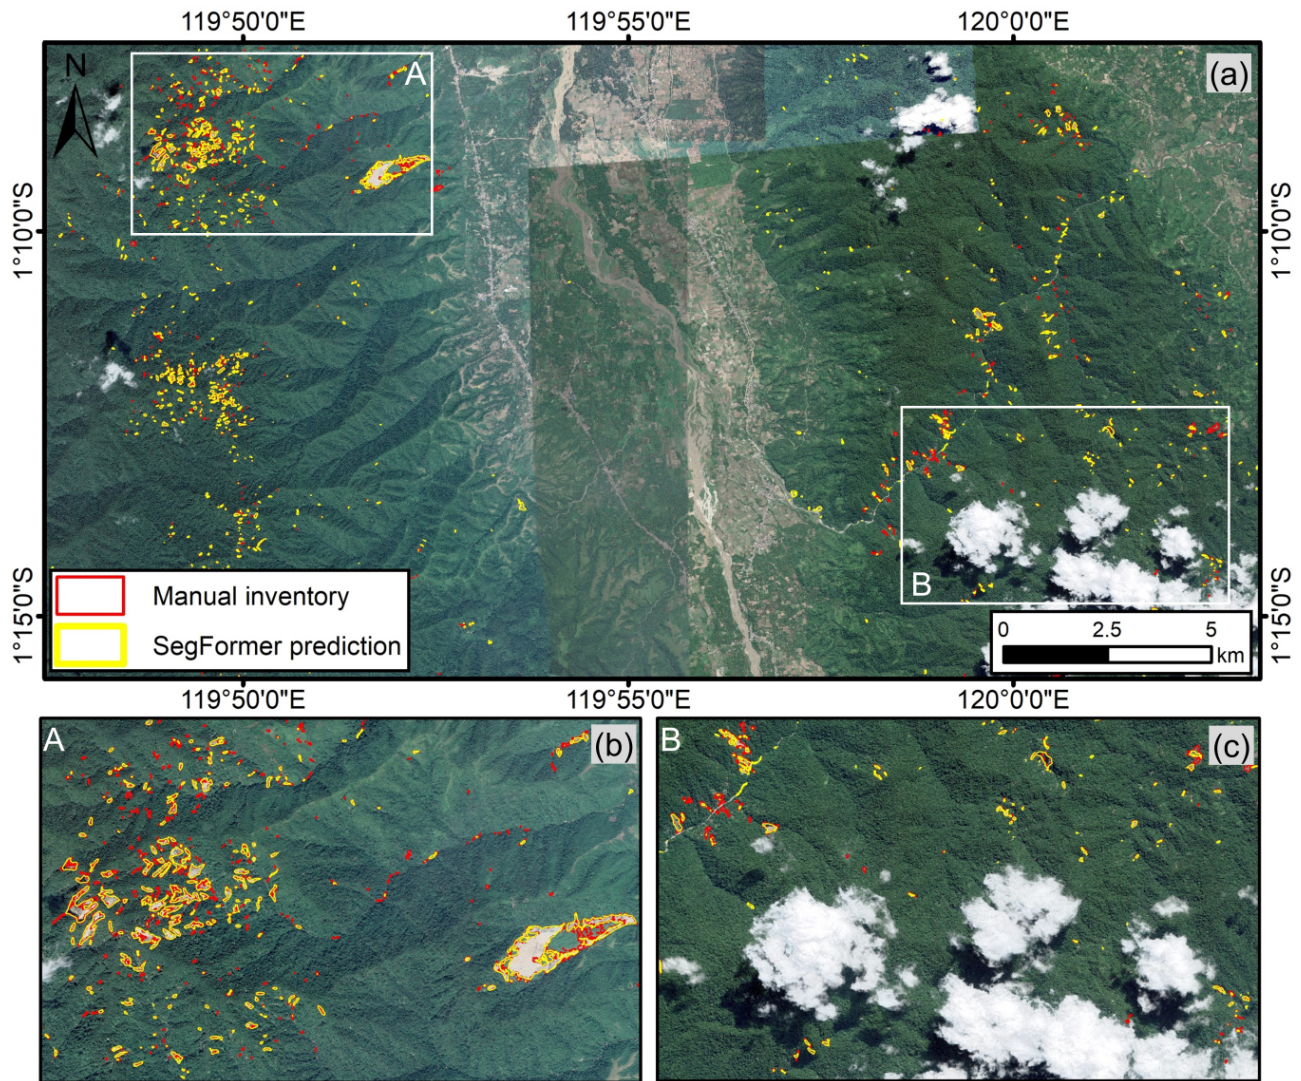 119°50'0"E 119°55'0"E 120°0'0"E
N
A
(a)
1°10'0"S
1°10'0"S
1°15'0"S
1°15'0"S
B
Manual inventory
SegFormer prediction
0 2.5 5
km
119°50'0"E 119°55'0"E 120°0'0"E
A
(b)
B
(c)